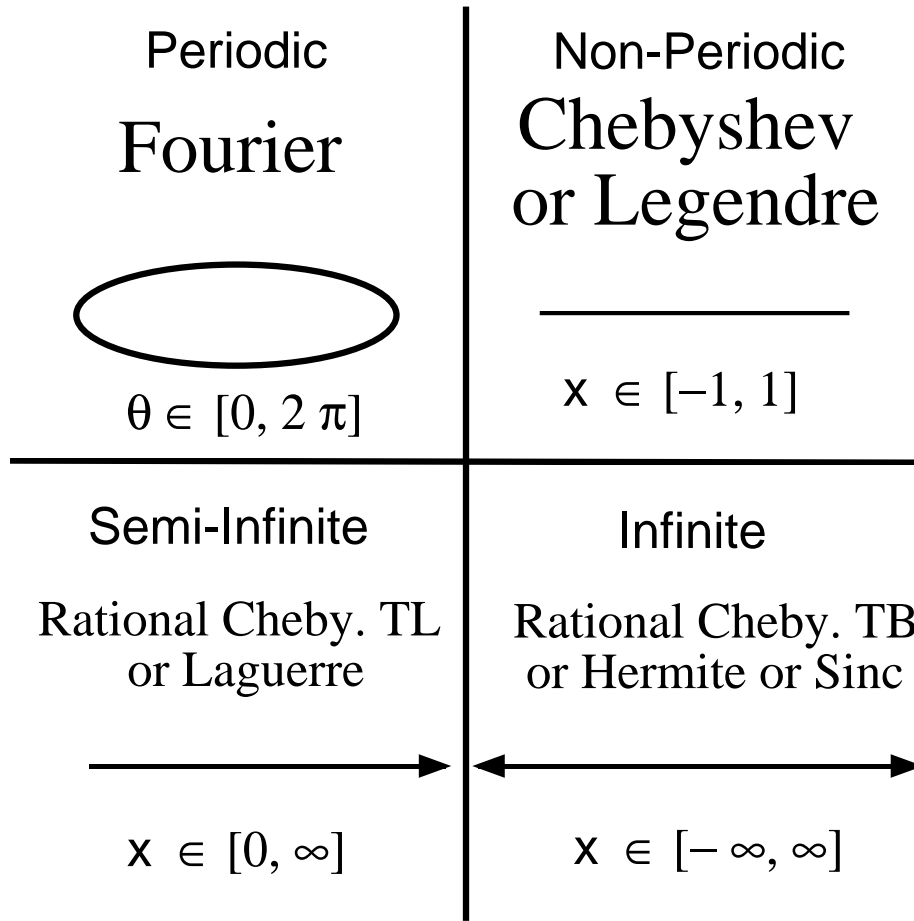 Periodic
Fourier
θ ∈ [0, 2 π]
Non-Periodic
Chebyshev
or Legendre
x ∈ [−1, 1]
Semi-Infinite
Rational Cheby. TL
or Laguerre
x ∈ [0, ∞]
Infinite
Rational Cheby. TB
or Hermite or Sinc
x ∈ [− ∞, ∞]